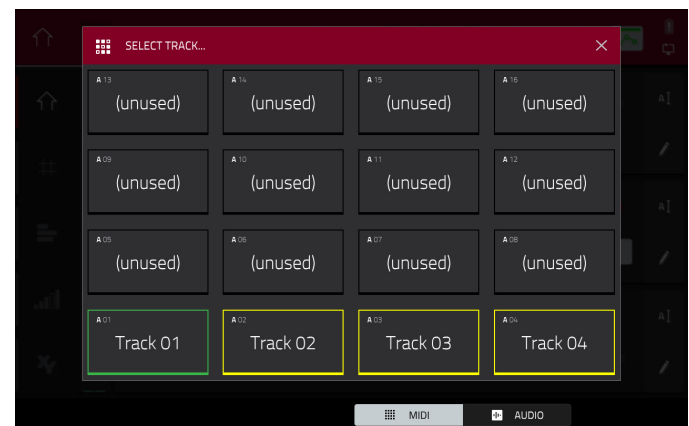 SELECT TRACK...
A 13 A 14 A 15 A 16
(unused) (unused) (unused) (unused)
A 09 A 10 A 11 A 12
(unused) (unused) (unused) (unused)
A 05 A 06 A 07 A 08
(unused) (unused) (unused) (unused)
A 01 A 02 A 03 A 04
Track 01 Track 02 Track 03 Track 04
MIDI AUDIO